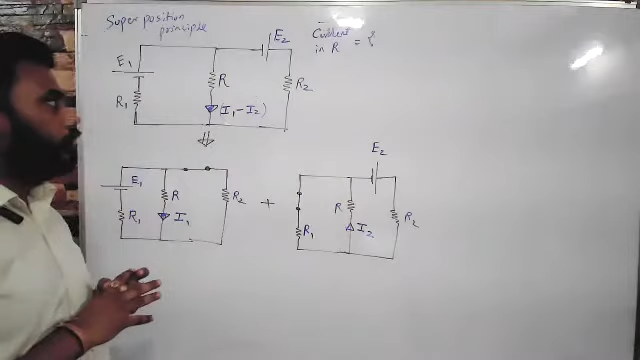 Super position
principle
Current
in R = {
E₁
E₂
R₁
R
R₂
I₁-I₂)
E₁
R
R₂
R₁
I₁
+
E₂
R
R₂
R₁
I₂